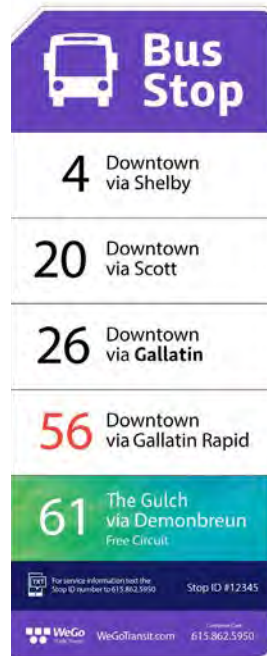 Bus
Stop
4 Downtown
via Shelby
20 Downtown
via Scott
26 Downtown
via Gallatin
56 Downtown
via Gallatin Rapid
61 The Gulch
via Demonbreun
Free Circuit
TXT For service information text the
Stop ID number to 615.862.5950
Stop ID #12345
WeGo
WeGoTransit.com
Customer Care
615.862.5950